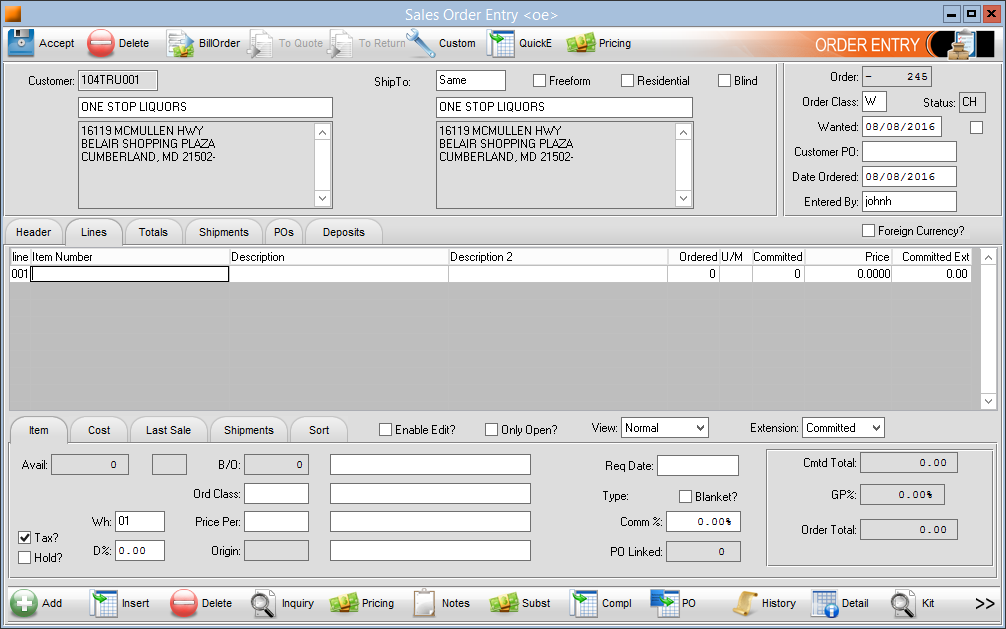 Sales Order Entry <oe>
Accept Delete BillOrder To Quote To Return Custom QuickE Pricing ORDER ENTRY
Customer: 104TRU001 ShipTo: Same Freeform Residential Blind
ONE STOP LIQUORS ONE STOP LIQUORS
16119 MCMULLEN HWY 16119 MCMULLEN HWY
BELAIR SHOPPING PLAZA BELAIR SHOPPING PLAZA
CUMBERLAND, MD 21502- CUMBERLAND, MD 21502-
Order: - 245
Order Class: W Status: CH
Wanted: 08/08/2016
Customer PO:
Date Ordered: 08/08/2016
Entered By: johnh
Header Lines Totals Shipments POs Deposits Foreign Currency?
line Item Number Description Description 2 Ordered U/M Committed Price Committed Ext
001 0 0 0.0000 0.00
Item Cost Last Sale Shipments Sort Enable Edit? Only Open? View: Normal Extension: Committed
Avail: 0 B/O: 0 Req Date: Cmtd Total: 0.00
Ord Class: Type: Blanket? GP%: 0.00%
Wh: 01 Price Per: Comm %: 0.00% Order Total: 0.00
Tax?
D%: 0.00 Origin: PO Linked: 0
Hold?
Add Insert Delete Inquiry Pricing Notes Subst Compl PO History Detail Kit >>